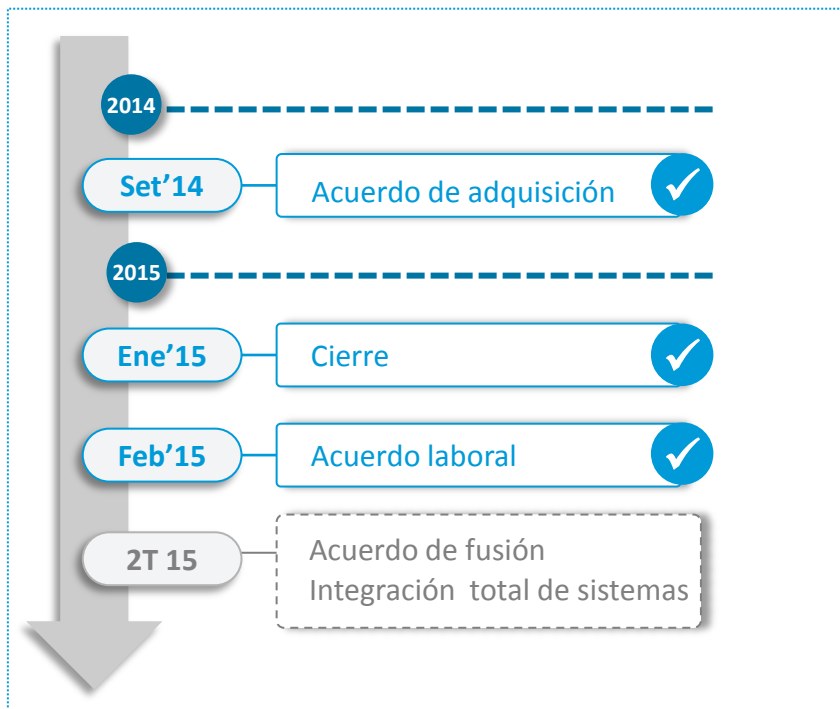 2014
Set’14
Acuerdo de adquisición
2015
Ene’15
Cierre
Feb’15
Acuerdo laboral
2T 15
Acuerdo de fusión
Integración total de sistemas